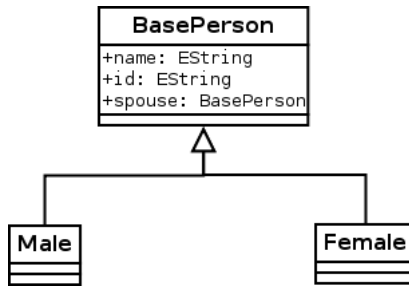 BasePerson
+name: EString
+id: EString
+spouse: BasePerson
Male
Female